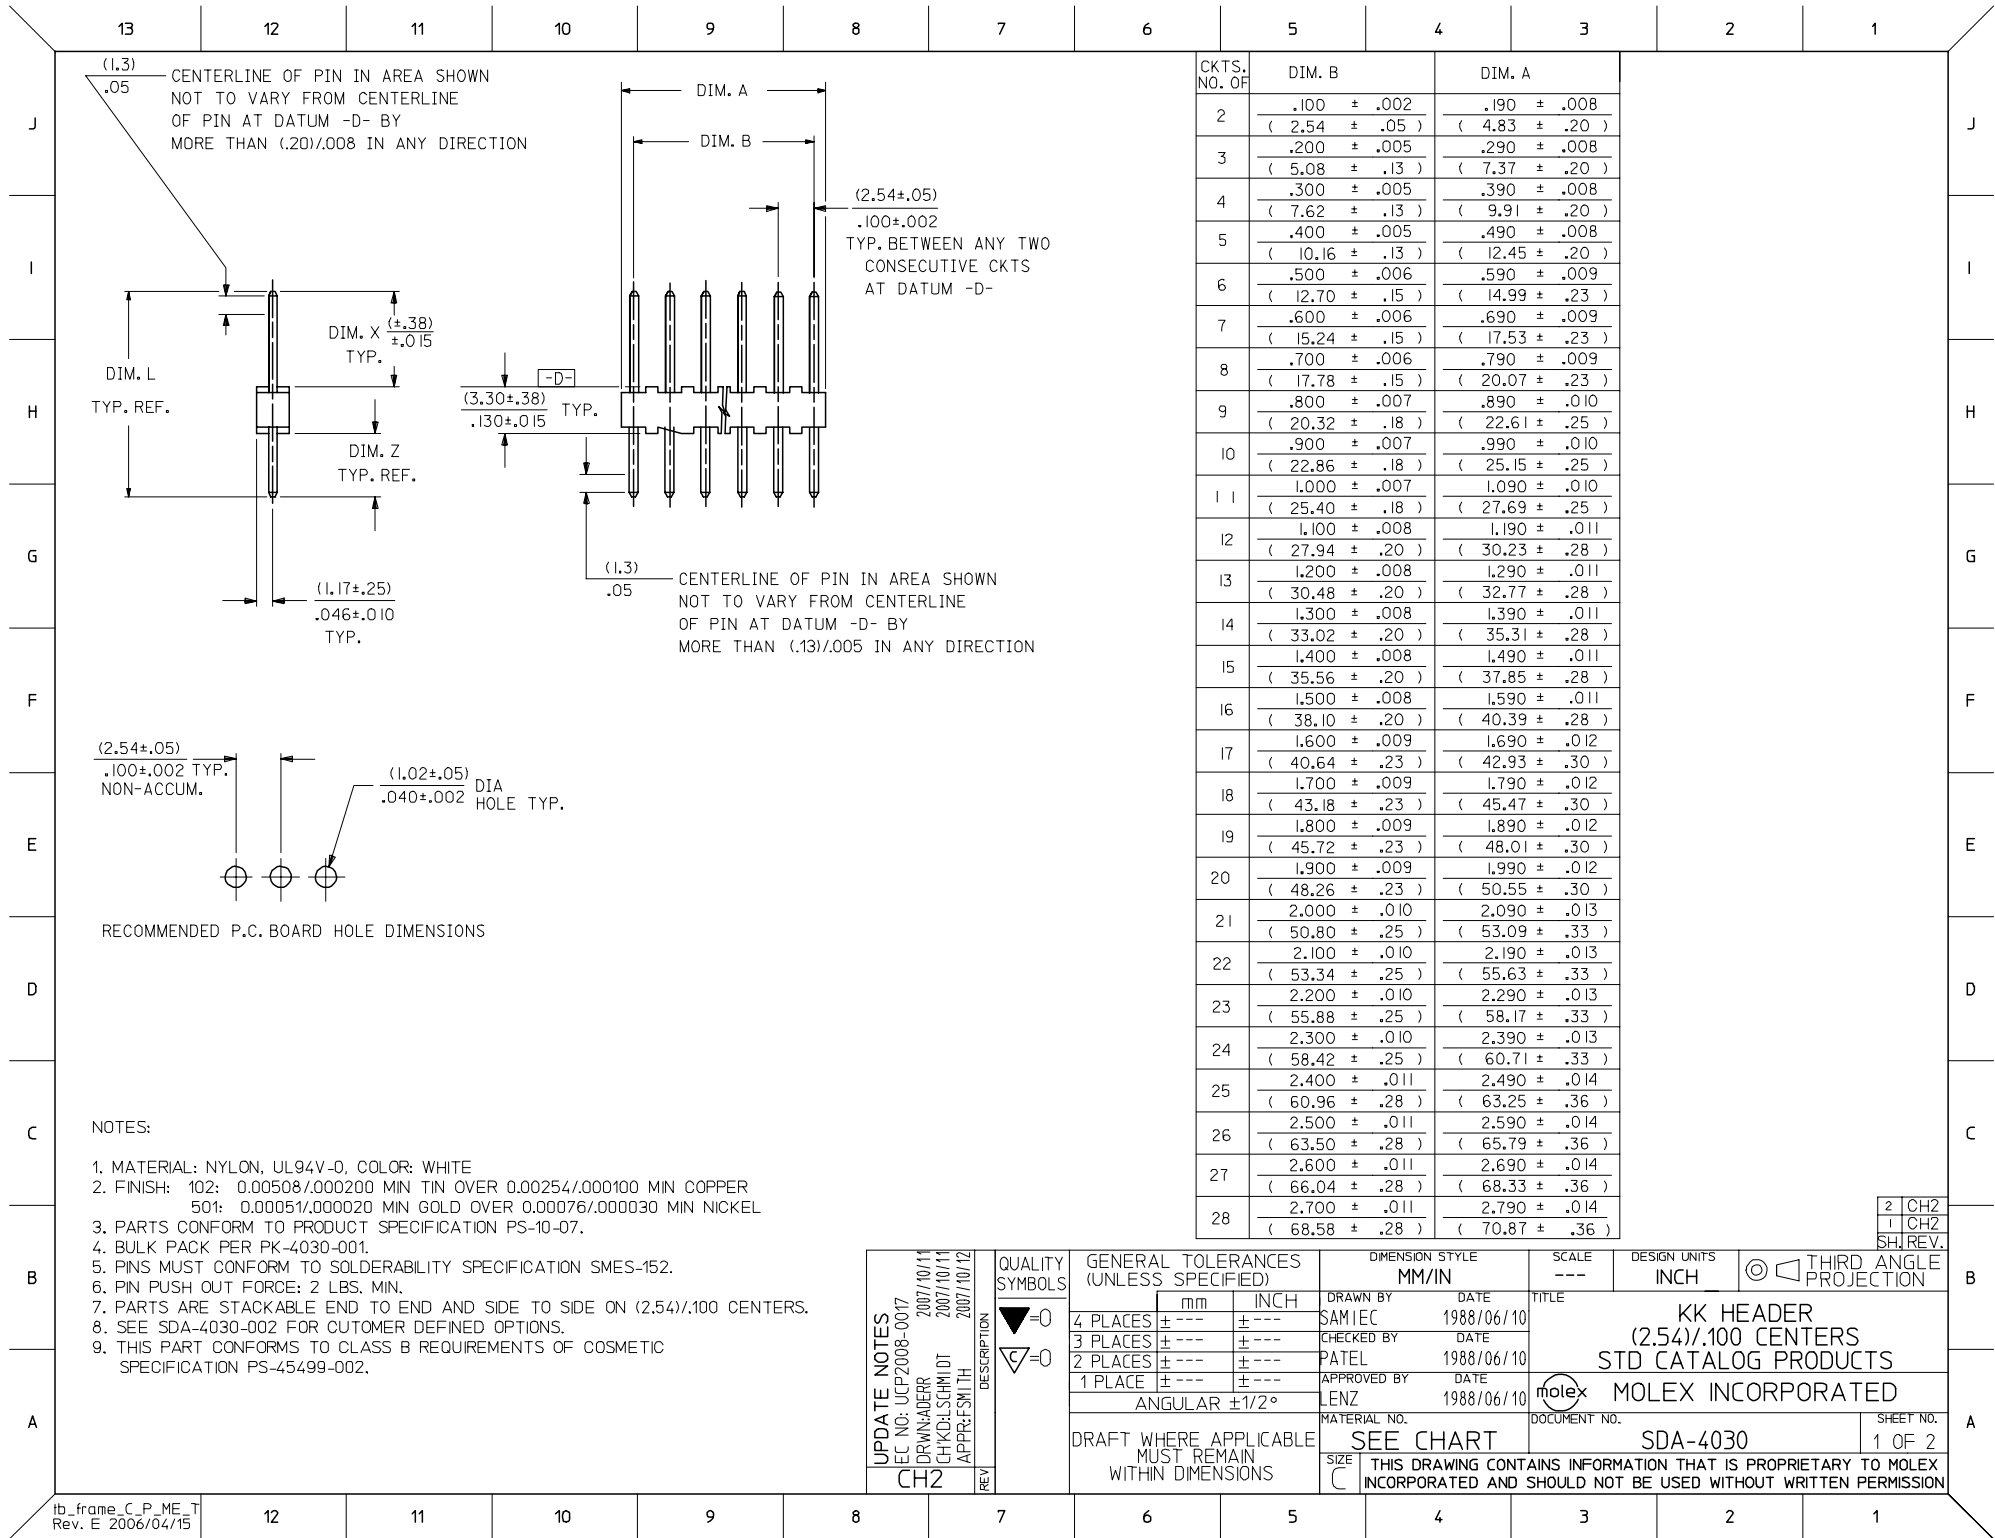 13 12 11 10 9 8 7 6 5 4 3 2 1
J
I
H
G
F
E
D
C
B
A
(1.3)
.05
CENTERLINE OF PIN IN AREA SHOWN
NOT TO VARY FROM CENTERLINE
OF PIN AT DATUM -D- BY
MORE THAN (.20)/.008 IN ANY DIRECTION
DIM. A
DIM. B
(2.54±.05)
.100±.002
TYP. BETWEEN ANY TWO
CONSECUTIVE CKTS
AT DATUM -D-
DIM. X (±.38)
±.015
TYP.
DIM. L
TYP. REF.
-D-
(3.30±.38)
.130±.015
TYP.
DIM. Z
TYP. REF.
(1.17±.25)
.046±.010
TYP.
(1.3)
.05
CENTERLINE OF PIN IN AREA SHOWN
NOT TO VARY FROM CENTERLINE
OF PIN AT DATUM -D- BY
MORE THAN (.13)/.005 IN ANY DIRECTION
(2.54±.05)
.100±.002 TYP.
NON-ACCUM.
(1.02±.05)
.040±.002
DIA
HOLE TYP.
RECOMMENDED P.C. BOARD HOLE DIMENSIONS
CKTS.
NO. OF
DIM. B DIM. A
2
.100 ± .002 .190 ± .008
( 2.54 ± .05 ) ( 4.83 ± .20 )
3
.200 ± .005 .290 ± .008
( 5.08 ± .13 ) ( 7.37 ± .20 )
4
.300 ± .005 .390 ± .008
( 7.62 ± .13 ) ( 9.91 ± .20 )
5
.400 ± .005 .490 ± .008
( 10.16 ± .13 ) ( 12.45 ± .20 )
6
.500 ± .006 .590 ± .009
( 12.70 ± .15 ) ( 14.99 ± .23 )
7
.600 ± .006 .690 ± .009
( 15.24 ± .15 ) ( 17.53 ± .23 )
8
.700 ± .006 .790 ± .009
( 17.78 ± .15 ) ( 20.07 ± .23 )
9
.800 ± .007 .890 ± .010
( 20.32 ± .18 ) ( 22.61 ± .25 )
10
.900 ± .007 .990 ± .010
( 22.86 ± .18 ) ( 25.15 ± .25 )
11
1.000 ± .007 1.090 ± .010
( 25.40 ± .18 ) ( 27.69 ± .25 )
12
1.100 ± .008 1.190 ± .011
( 27.94 ± .20 ) ( 30.23 ± .28 )
13
1.200 ± .008 1.290 ± .011
( 30.48 ± .20 ) ( 32.77 ± .28 )
14
1.300 ± .008 1.390 ± .011
( 33.02 ± .20 ) ( 35.31 ± .28 )
15
1.400 ± .008 1.490 ± .011
( 35.56 ± .20 ) ( 37.85 ± .28 )
16
1.500 ± .008 1.590 ± .011
( 38.10 ± .20 ) ( 40.39 ± .28 )
17
1.600 ± .009 1.690 ± .012
( 40.64 ± .23 ) ( 42.93 ± .30 )
18
1.700 ± .009 1.790 ± .012
( 43.18 ± .23 ) ( 45.47 ± .30 )
19
1.800 ± .009 1.890 ± .012
( 45.72 ± .23 ) ( 48.01 ± .30 )
20
1.900 ± .009 1.990 ± .012
( 48.26 ± .23 ) ( 50.55 ± .30 )
21
2.000 ± .010 2.090 ± .013
( 50.80 ± .25 ) ( 53.09 ± .33 )
22
2.100 ± .010 2.190 ± .013
( 53.34 ± .25 ) ( 55.63 ± .33 )
23
2.200 ± .010 2.290 ± .013
( 55.88 ± .25 ) ( 58.17 ± .33 )
24
2.300 ± .010 2.390 ± .013
( 58.42 ± .25 ) ( 60.71 ± .33 )
25
2.400 ± .011 2.490 ± .014
( 60.96 ± .28 ) ( 63.25 ± .36 )
26
2.500 ± .011 2.590 ± .014
( 63.50 ± .28 ) ( 65.79 ± .36 )
27
2.600 ± .011 2.690 ± .014
( 66.04 ± .28 ) ( 68.33 ± .36 )
28
2.700 ± .011 2.790 ± .014
( 68.58 ± .28 ) ( 70.87 ± .36 )
NOTES:
1. MATERIAL: NYLON, UL94V-0, COLOR: WHITE
2. FINISH: 102: 0.00508/.000200 MIN TIN OVER 0.00254/.000100 MIN COPPER
501: 0.00051/.000020 MIN GOLD OVER 0.00076/.000030 MIN NICKEL
3. PARTS CONFORM TO PRODUCT SPECIFICATION PS-10-07.
4. BULK PACK PER PK-4030-001.
5. PINS MUST CONFORM TO SOLDERABILITY SPECIFICATION SMES-152.
6. PIN PUSH OUT FORCE: 2 LBS. MIN.
7. PARTS ARE STACKABLE END TO END AND SIDE TO SIDE ON (2.54)/.100 CENTERS.
8. SEE SDA-4030-002 FOR CUTOMER DEFINED OPTIONS.
9. THIS PART CONFORMS TO CLASS B REQUIREMENTS OF COSMETIC
SPECIFICATION PS-45499-002.
2 CH2
1 CH2
SH. REV.
UPDATE NOTES
EC NO: UCP2008-0017
DRWN:ADERR 2007/10/11
CH'KD:LSCHMIDT 2007/10/11
APPR:FSMITH 2007/10/12
DESCRIPTION
CH2
REV
QUALITY
SYMBOLS
=0
C =0
GENERAL TOLERANCES
(UNLESS SPECIFIED)
mm INCH
4 PLACES ± --- ± ---
3 PLACES ± --- ± ---
2 PLACES ± --- ± ---
1 PLACE ± --- ± ---
ANGULAR ±1/2°
DRAFT WHERE APPLICABLE
MUST REMAIN
WITHIN DIMENSIONS
DIMENSION STYLE
MM/IN
SCALE
---
DESIGN UNITS
INCH
THIRD ANGLE
PROJECTION
DRAWN BY DATE
SAMIEC 1988/06/10
CHECKED BY DATE
PATEL 1988/06/10
APPROVED BY DATE
LENZ 1988/06/10
TITLE
KK HEADER
(2.54)/.100 CENTERS
STD CATALOG PRODUCTS
molex MOLEX INCORPORATED
MATERIAL NO.
SEE CHART
DOCUMENT NO.
SDA-4030
SHEET NO.
1 OF 2
SIZE
C
THIS DRAWING CONTAINS INFORMATION THAT IS PROPRIETARY TO MOLEX
INCORPORATED AND SHOULD NOT BE USED WITHOUT WRITTEN PERMISSION
tb_frame_C_P_ME_T
Rev. E 2006/04/15
J
I
H
G
F
E
D
C
B
A
12 11 10 9 8 7 6 5 4 3 2 1